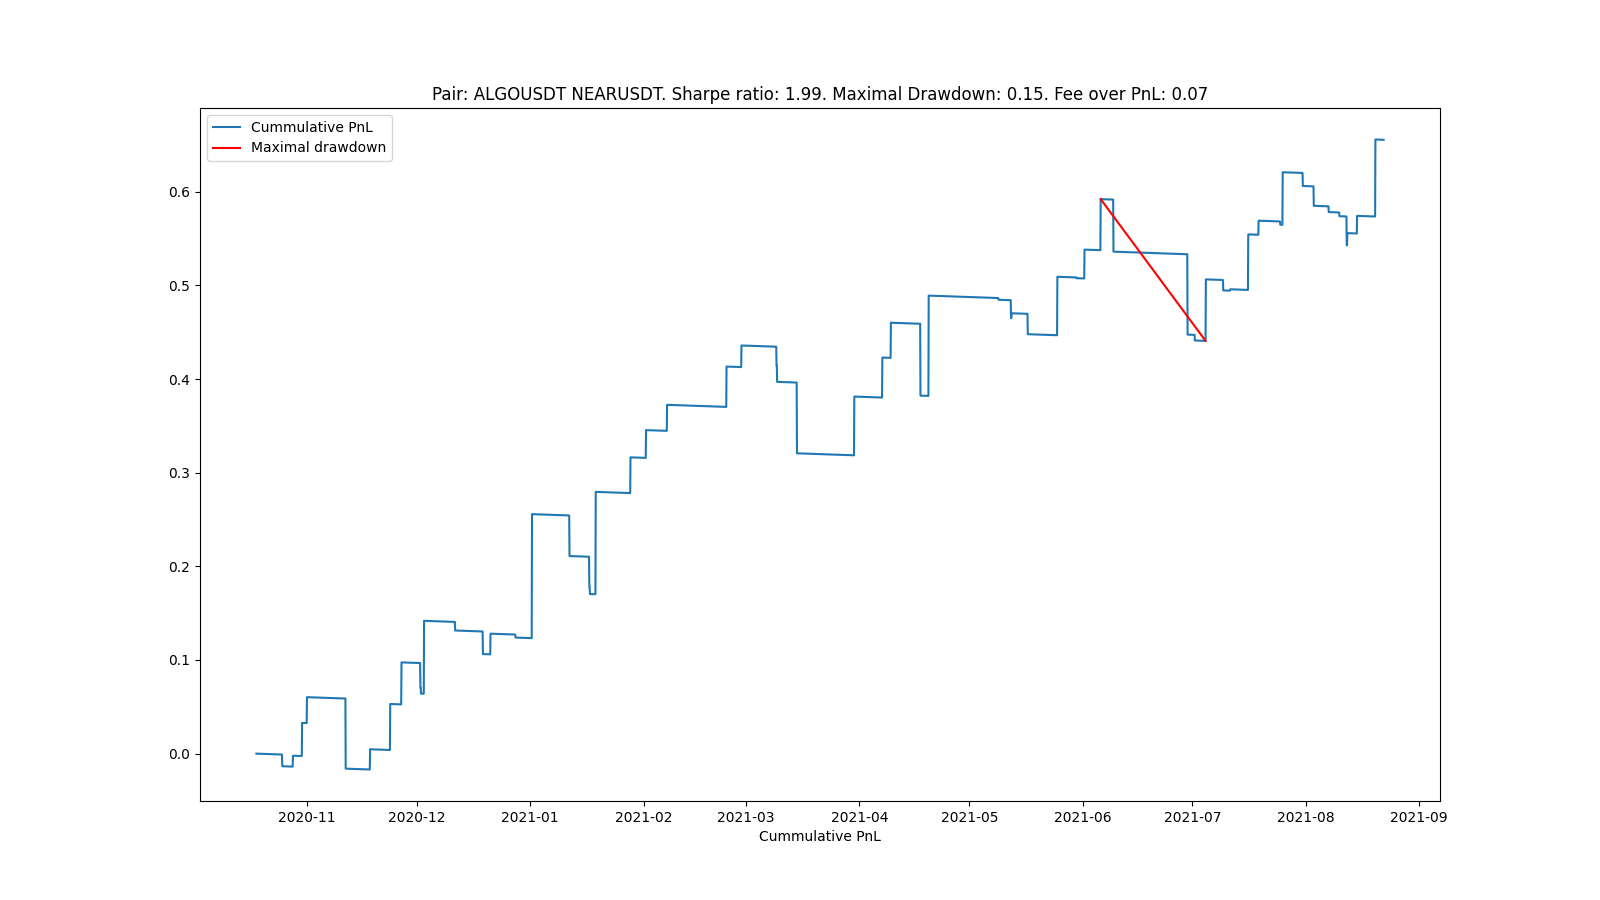 Pair: ALGOUSDT NEARUSDT. Sharpe ratio: 1.99. Maximal Drawdown: 0.15. Fee over PnL: 0.07
Cummulative PnL
Maximal drawdown
0.6
0.5
0.4
0.3
0.2
0.1
0.0
2020-11 2020-12 2021-01 2021-02 2021-03 2021-04 2021-05 2021-06 2021-07 2021-08 2021-09
Cummulative PnL